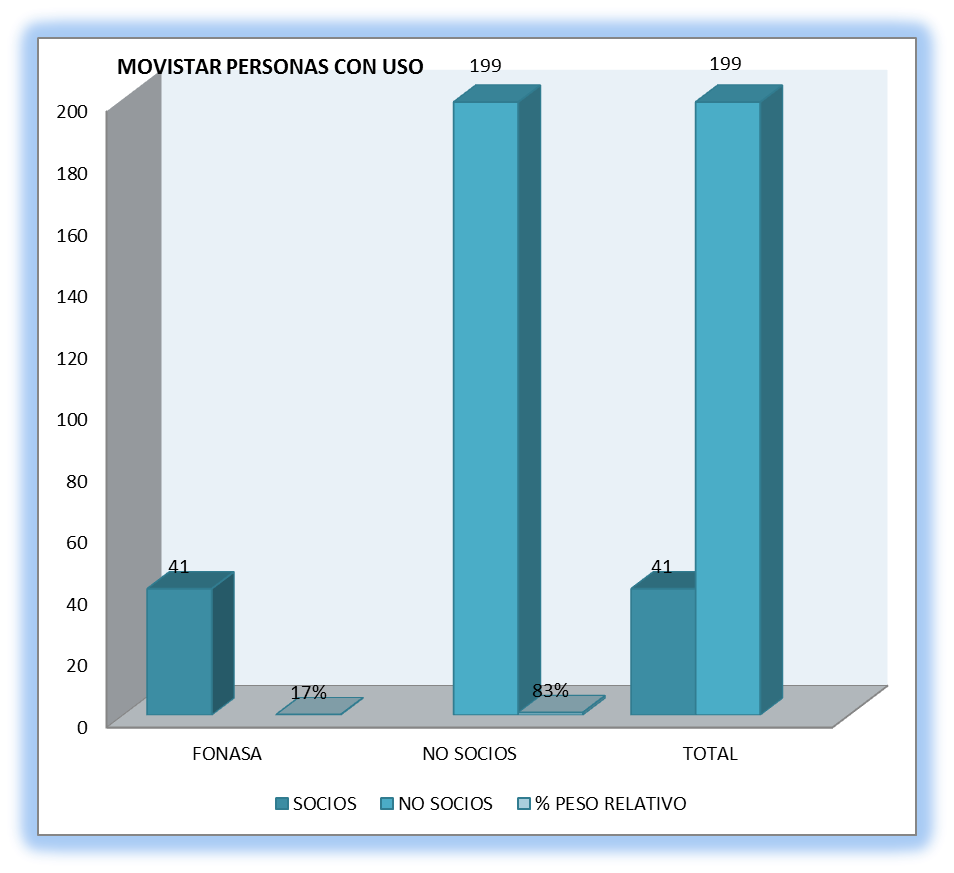 MOVISTAR PERSONAS CON USO
199
199
200
180
160
140
120
100
80
60
40
20
0
41
41
17%
83%
FONASA
NO SOCIOS
TOTAL
SOCIOS
NO SOCIOS
% PESO RELATIVO